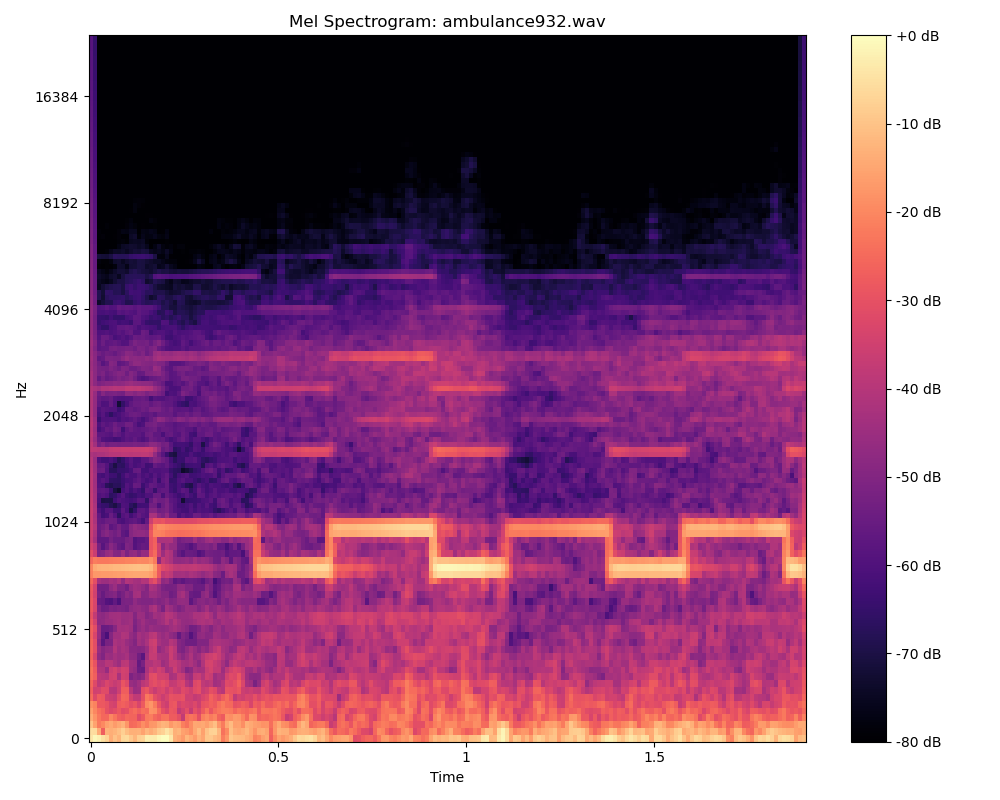 Mel Spectrogram: ambulance932.wav
+0 dB
16384
-10 dB
8192
-20 dB
4096
-30 dB
Hz
-40 dB
2048
-50 dB
1024
-60 dB
512
-70 dB
0
-80 dB
0 0.5 1 1.5
Time